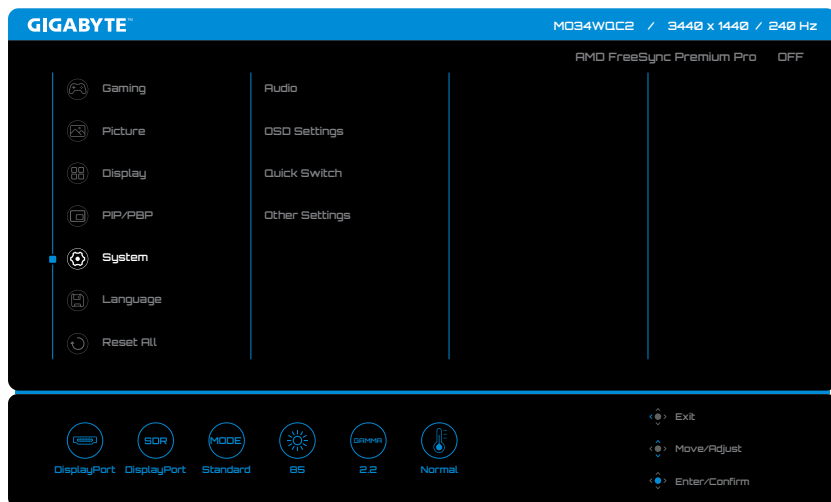 GIGABYTE™
MO34WQC2 / 3440 x 1440 / 240 Hz
AMD FreeSync Premium Pro OFF
Gaming
Audio
Picture
OSD Settings
Display
Quick Switch
PIP/PBP
Other Settings
System
Language
Reset All
SDR
MODE
GAMMA
DisplayPort DisplayPort Standard 85 2.2 Normal
Exit
Move/Adjust
Enter/Confirm